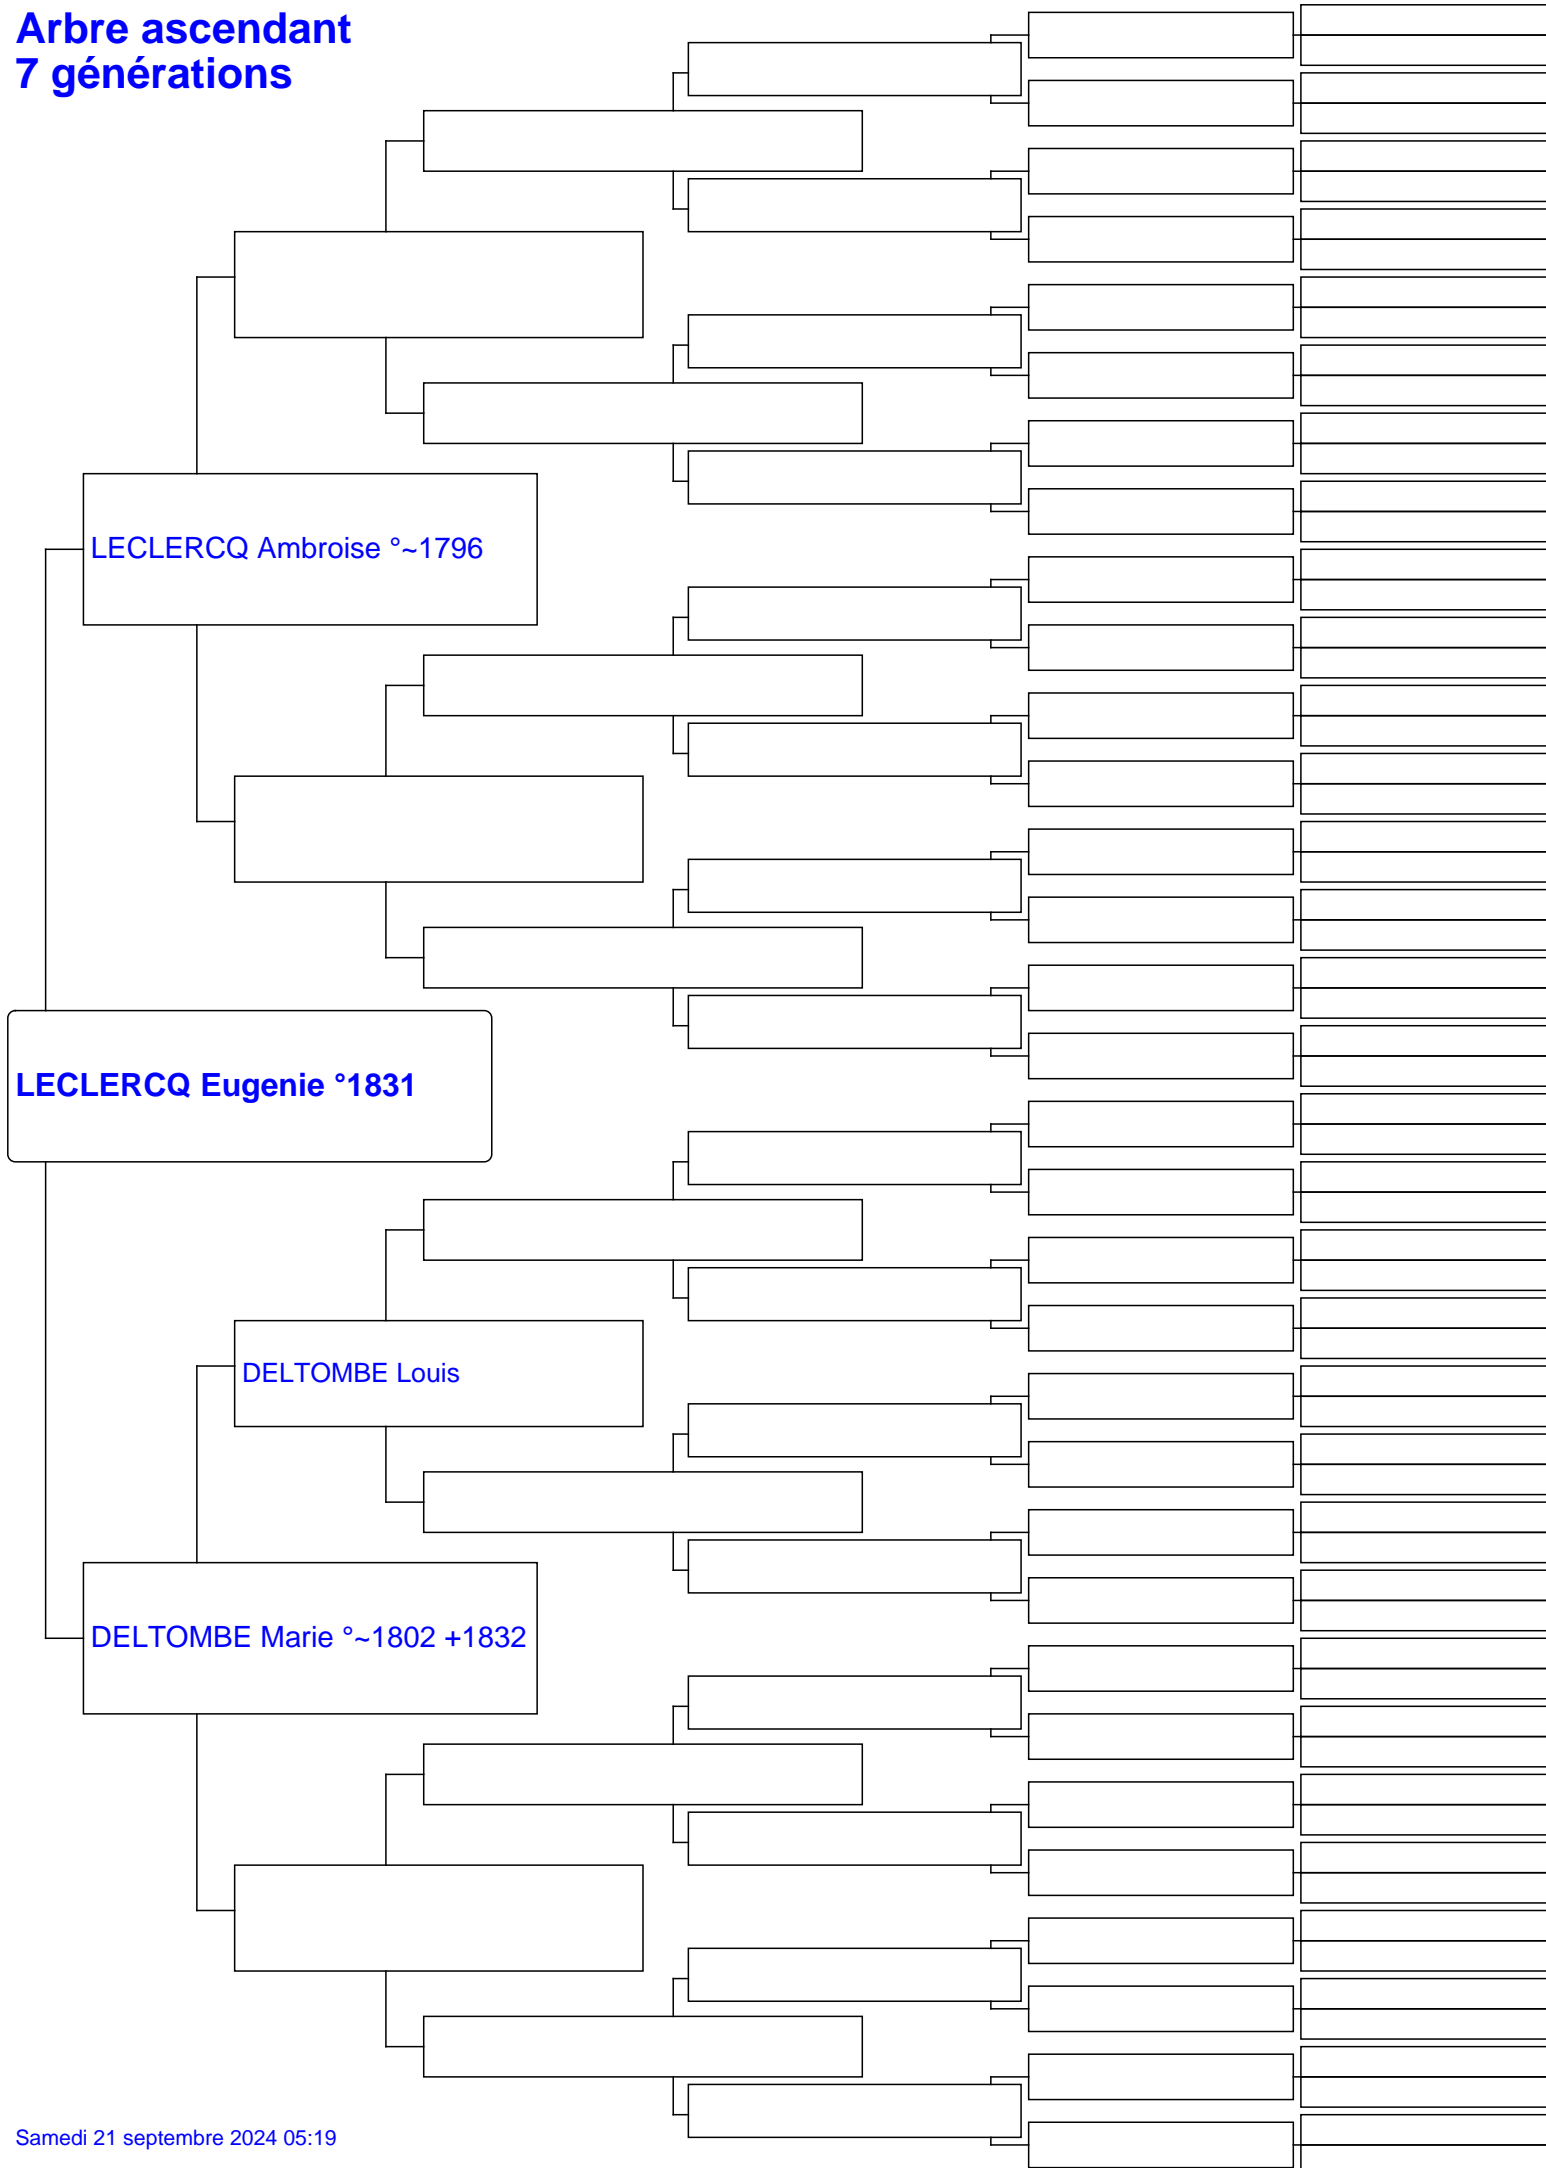 Arbre ascendant
7 générations
LECLERCQ Ambroise °~1796
LECLERCQ Eugenie °1831
DELTOMBE Louis
DELTOMBE Marie °~1802 +1832
Samedi 21 septembre 2024 05:19